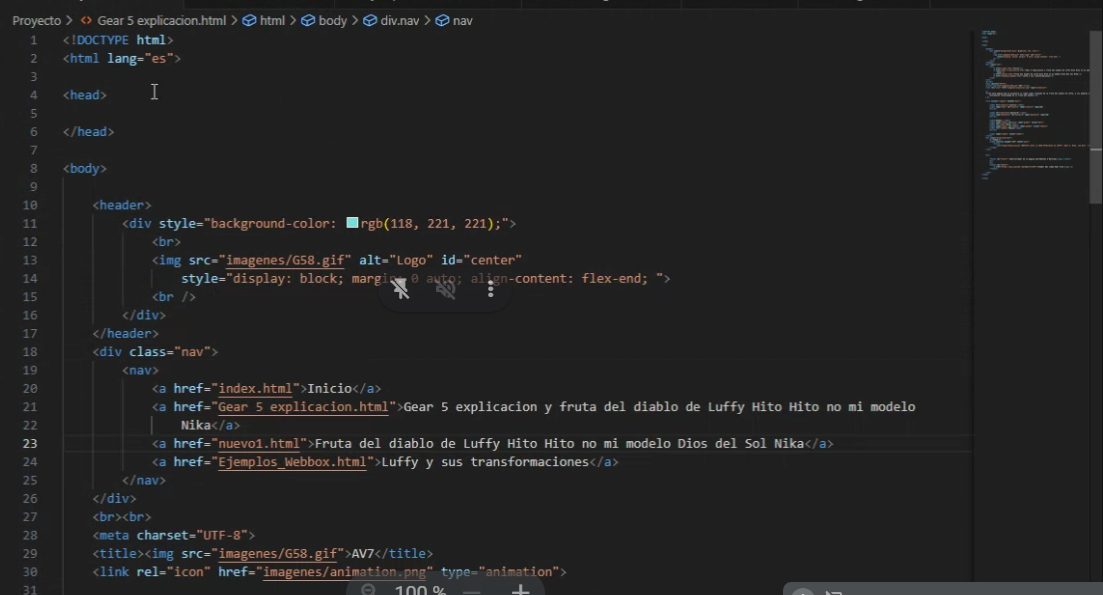 Proyecto > <> Gear 5 explicacion.html > html > body > div.nav > nav
1 <!DOCTYPE html>
2 <html lang="es">
3
4 <head>
5
6 </head>
7
8 <body>
9
10 <header>
11 <div style="background-color: rgb(118, 221, 221);">
12 <br>
13 <img src="imagenes/G58.gif" alt="Logo" id="center"
14 style="display: block; margin: 0 auto; align-content: flex-end; ">
15 <br />
16 </div>
17 </header>
18 <div class="nav">
19 <nav>
20 <a href="index.html">Inicio</a>
21 <a href="Gear 5 explicacion.html">Gear 5 explicacion y fruta del diablo de Luffy Hito Hito no mi modelo
22 Nika</a>
23 <a href="nuevo1.html">Fruta del diablo de Luffy Hito Hito no mi modelo Dios del Sol Nika</a>
24 <a href="Ejemplos_Webbox.html">Luffy y sus transformaciones</a>
25 </nav>
26 </div>
27 <br><br>
28 <meta charset="UTF-8">
29 <title><img src="imagenes/G58.gif">AV7</title>
30 <link rel="icon" href="imagenes/animation.png" type="animation">
31
100 %